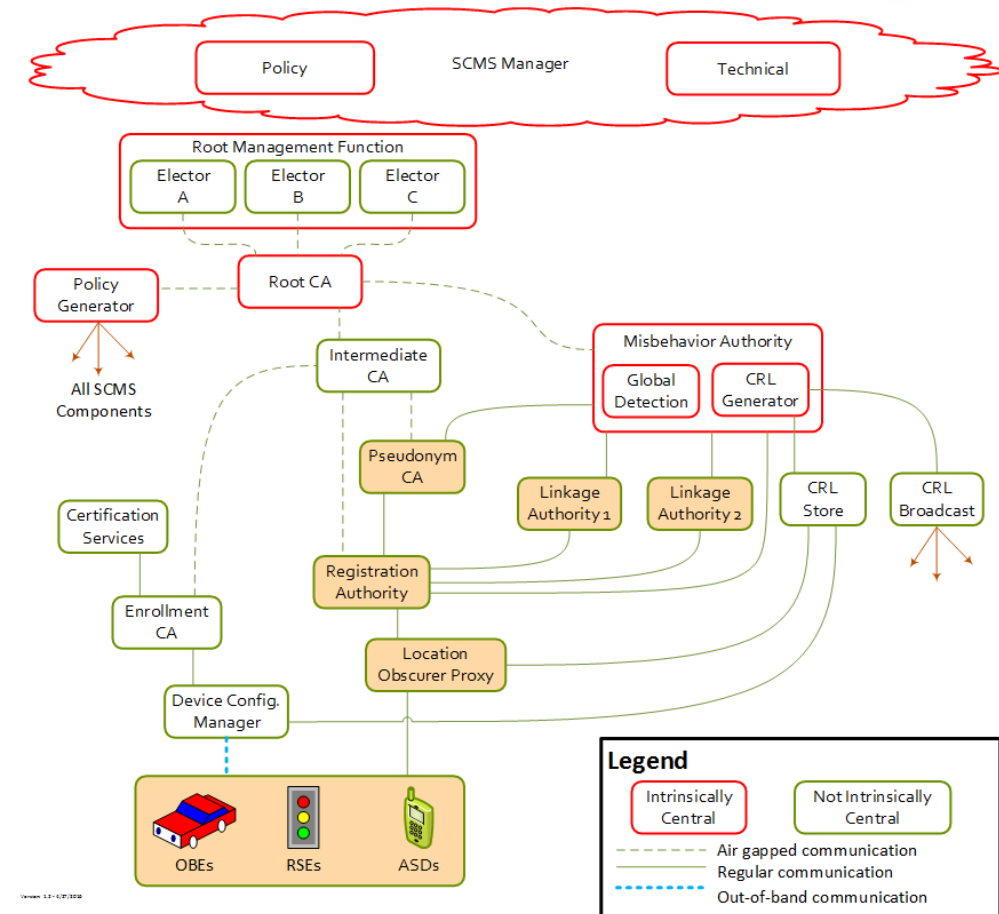 SCMS Manager
Policy
Technical
Root Management Function
Elector
A
Elector
B
Elector
C
Root CA
Policy
Generator
All SCMS
Components
Intermediate
CA
Misbehavior Authority
Global
Detection
CRL
Generator
Pseudonym
CA
Linkage
Authority 1
Linkage
Authority 2
CRL
Store
CRL
Broadcast
Certification
Services
Registration
Authority
Enrollment
CA
Location
Obscurer Proxy
Device Config.
Manager
OBEs
RSEs
ASDs
Legend
Intrinsically
Central
Not Intrinsically
Central
Air gapped communication
Regular communication
Out-of-band communication